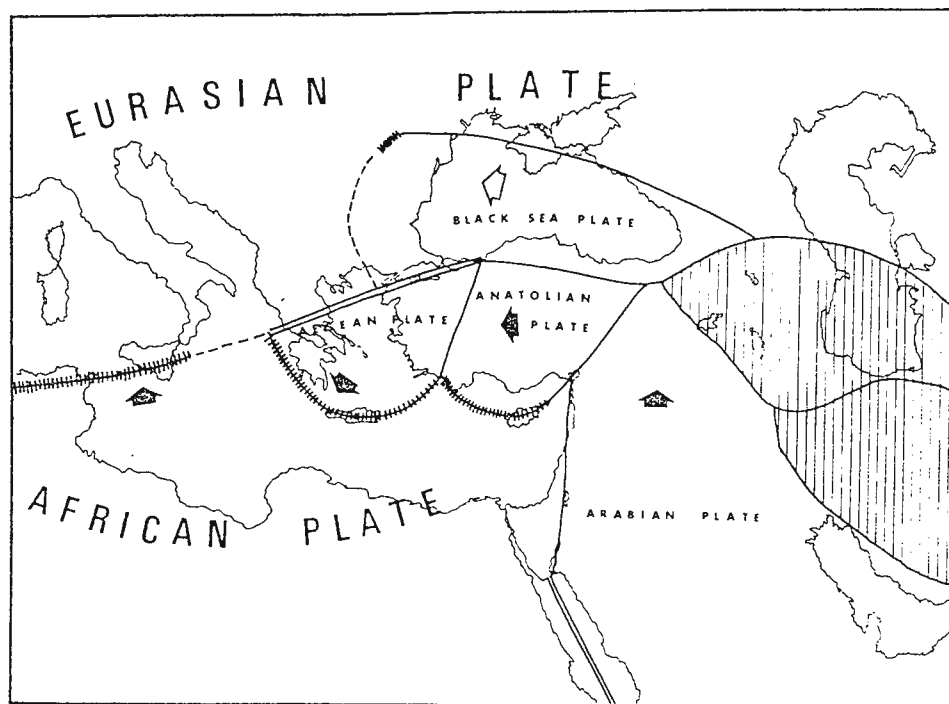 EURASIAN PLATE
BLACK SEA PLATE
ANATOLIAN
PLATE
EAN PLATE
ARABIAN PLATE
AFRICAN PLATE